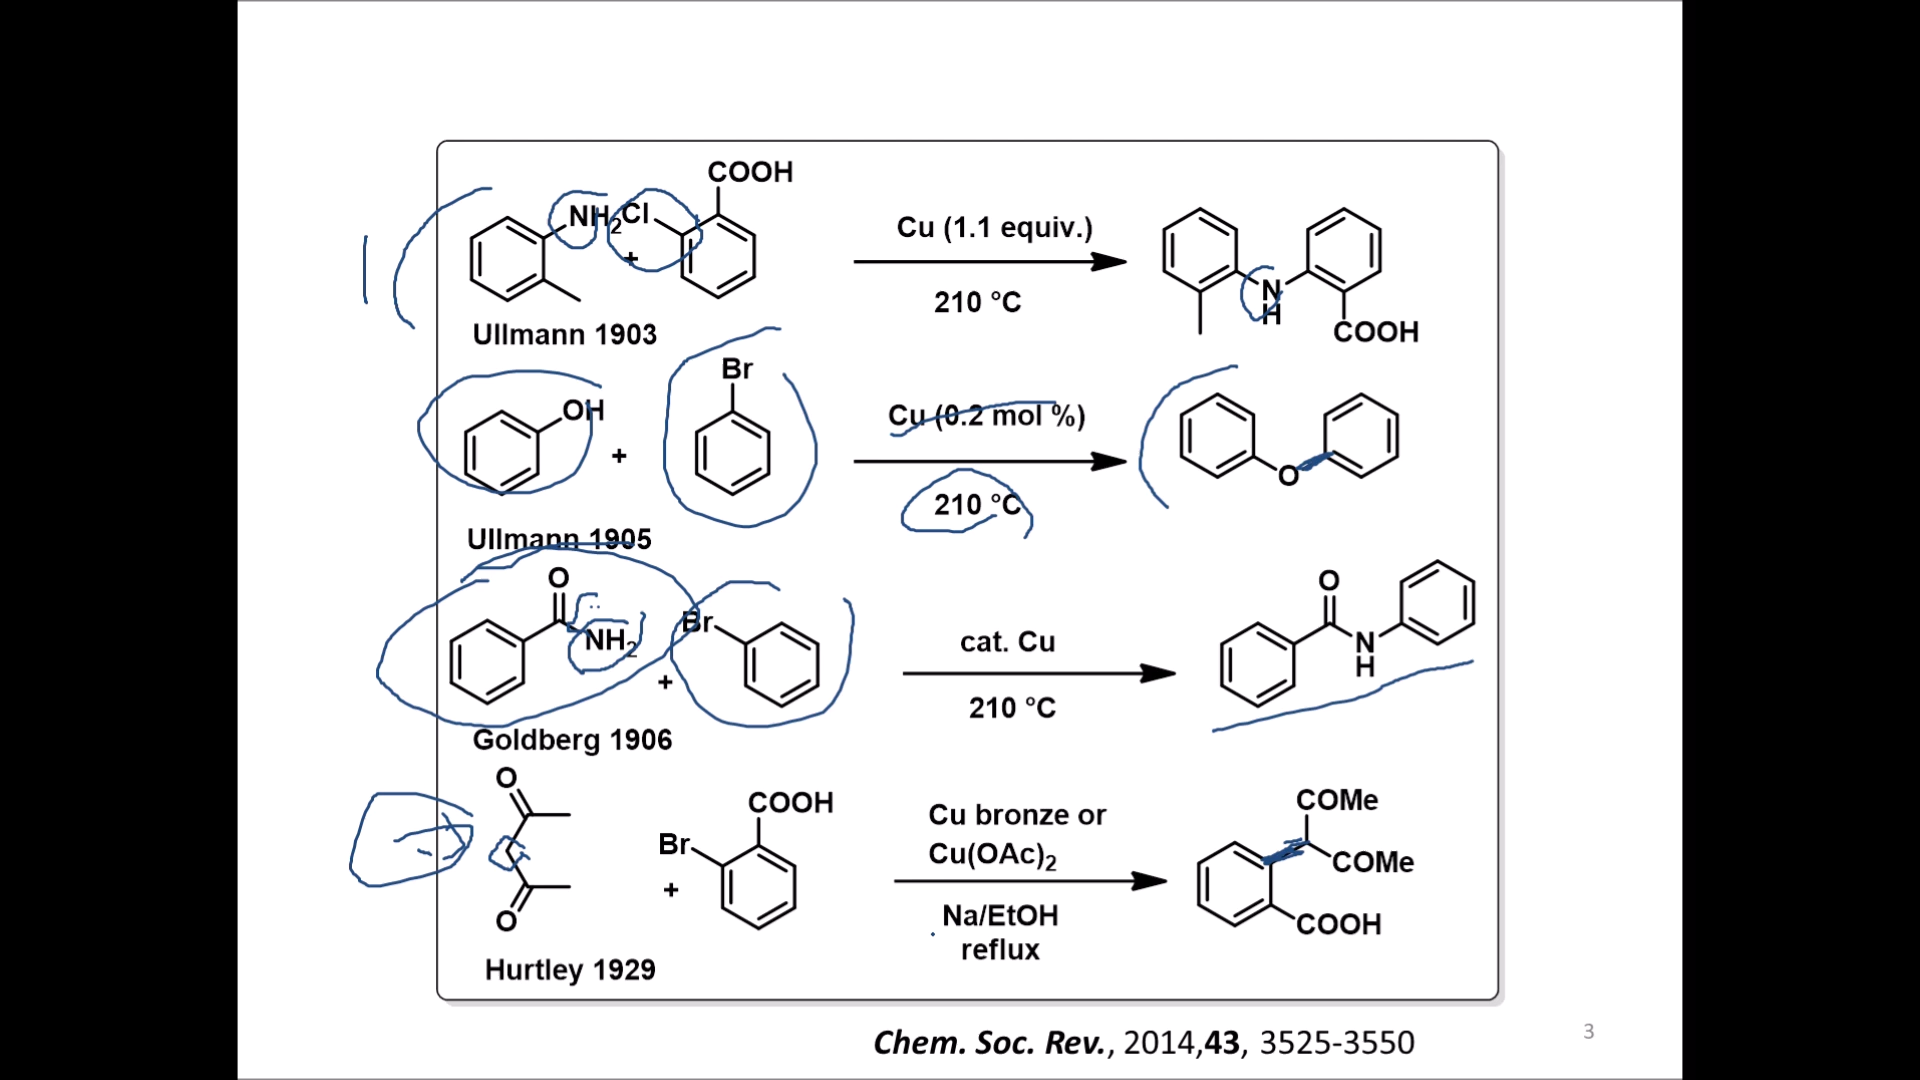 COOH
NH2 Cl
+
Cu (1.1 equiv.)
210 °C
N
H
COOH
Ullmann 1903
Br
OH
+
Cu (0.2 mol %)
210 °C
O
Ullmann 1905
O
NH2
Br
+
cat. Cu
210 °C
O
N
H
Goldberg 1906
O
O
COOH
Br
+
Cu bronze or
Cu(OAc)2
Na/EtOH
reflux
COMe
COMe
COOH
Hurtley 1929
Chem. Soc. Rev., 2014,43, 3525-3550
3